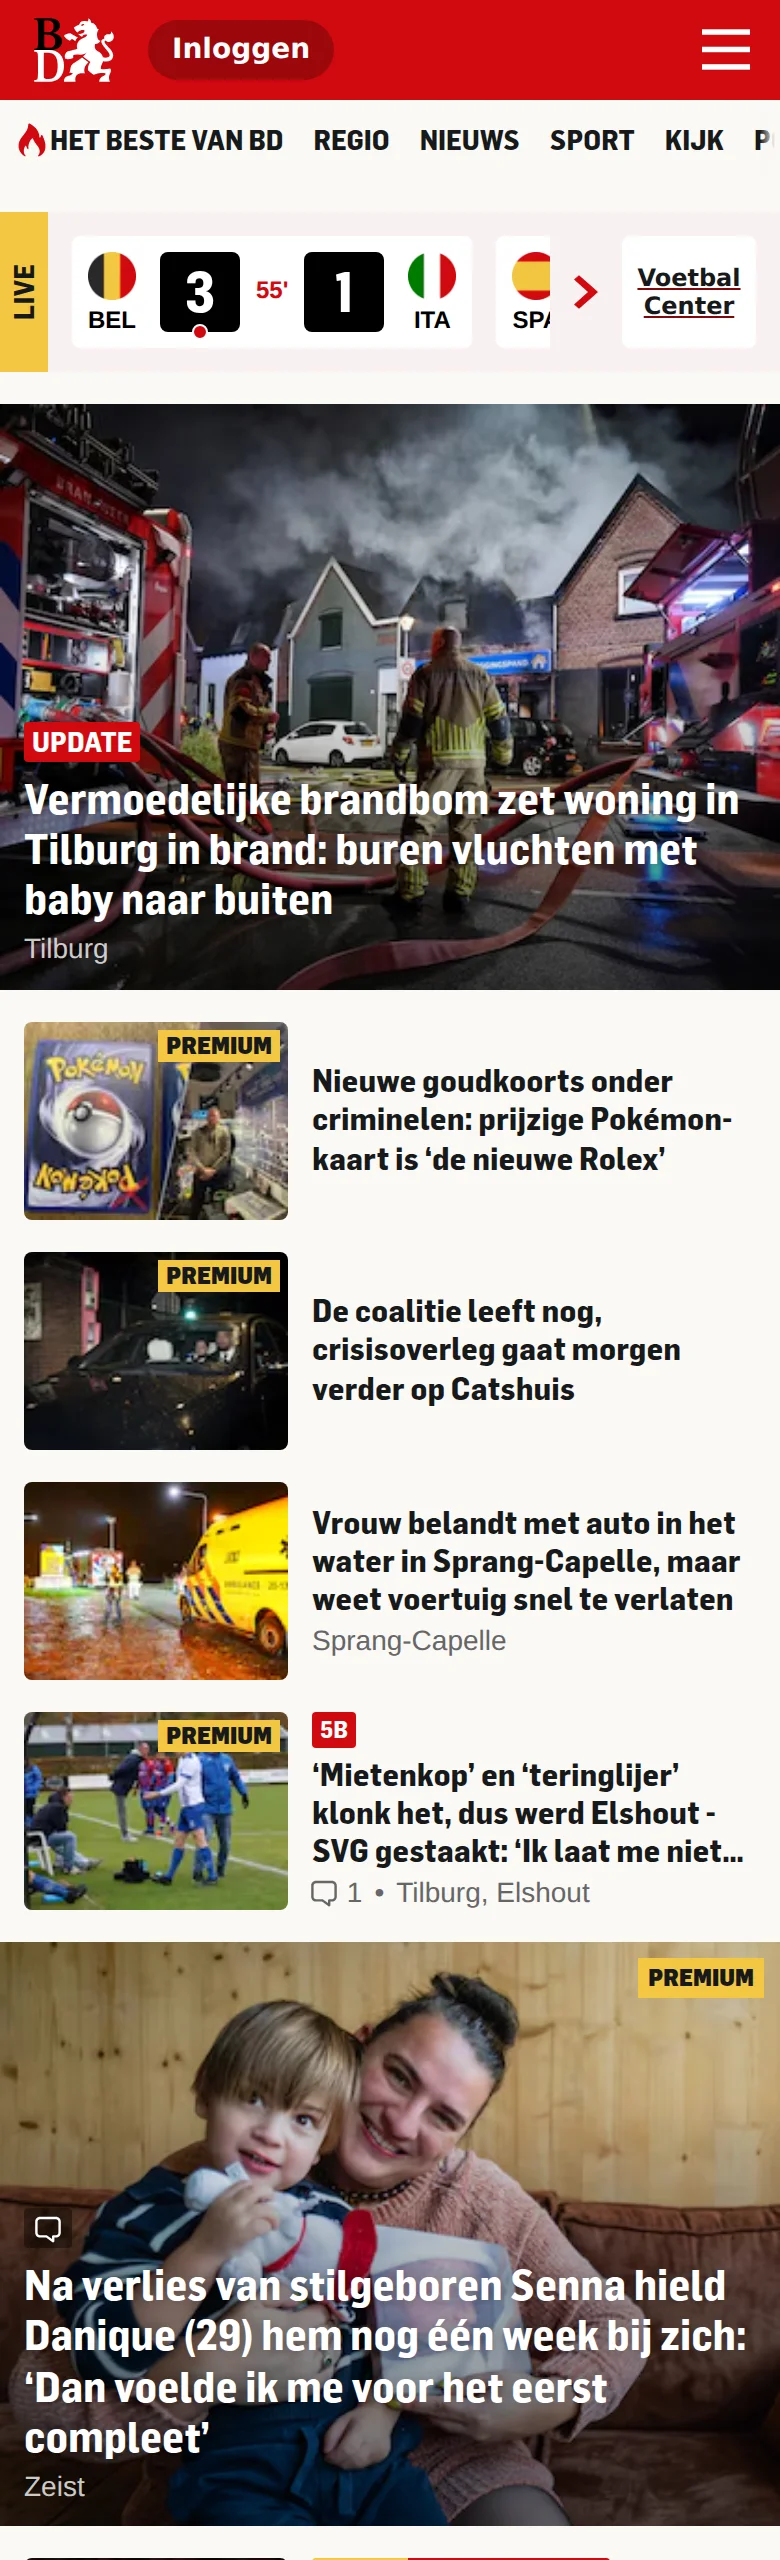 B
D
Inloggen
HET BESTE VAN BD REGIO NIEUWS SPORT KIJK
LIVE
3 55' 1
BEL ITA SPA
Voetbal
Center
UPDATE
Vermoedelijke brandbom zet woning in
Tilburg in brand: buren vluchten met
baby naar buiten
Tilburg
PREMIUM
Pokémon
Pokémon
Nieuwe goudkoorts onder
criminelen: prijzige Pokémon-
kaart is ‘de nieuwe Rolex’
PREMIUM
De coalitie leeft nog,
crisisoverleg gaat morgen
verder op Catshuis
Vrouw belandt met auto in het
water in Sprang-Capelle, maar
weet voertuig snel te verlaten
Sprang-Capelle
PREMIUM
5B
‘Mietenkop’ en ‘teringlijer’
klonk het, dus werd Elshout -
SVG gestaakt: ‘Ik laat me niet...
1 • Tilburg, Elshout
PREMIUM
Na verlies van stilgeboren Senna hield
Danique (29) hem nog één week bij zich:
‘Dan voelde ik me voor het eerst
compleet’
Zeist